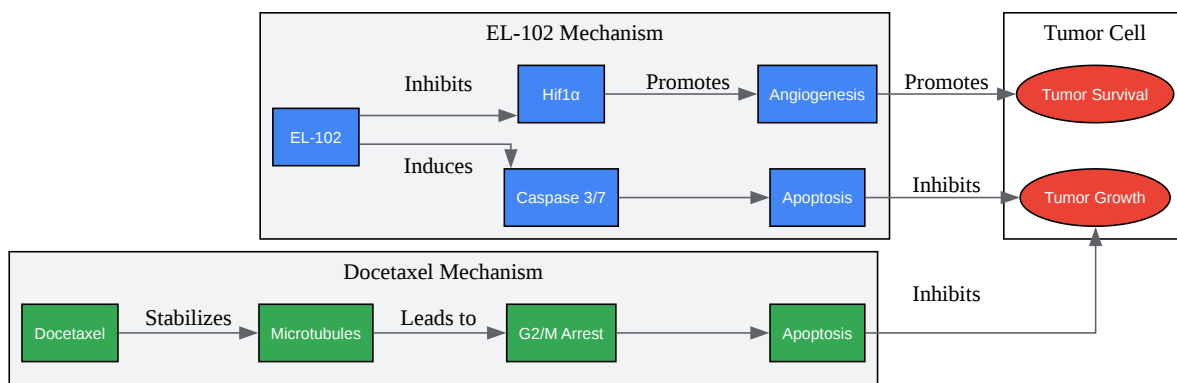 EL-102 Mechanism
Tumor Cell
Inhibits
Hif1α
Promotes
Angiogenesis
Promotes
Tumor Survival
EL-102
Induces
Caspase 3/7
Apoptosis
Inhibits
Tumor Growth
Docetaxel Mechanism
Docetaxel
Stabilizes
Microtubules
Leads to
G2/M Arrest
Apoptosis
Inhibits